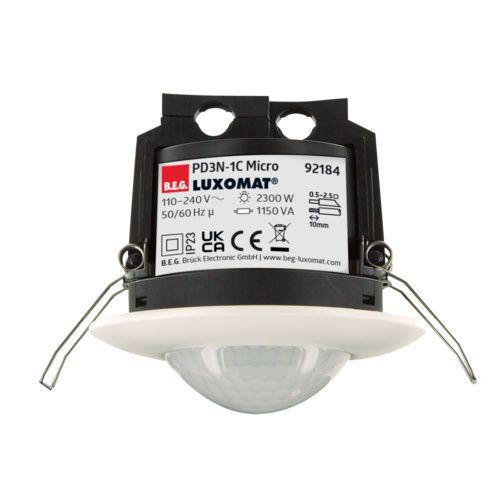 PD3N-1C Micro 92184
B.E.G. LUXOMAT®
110-240 V~ 2300 W 0.5-2.5
50/60 Hz µ 1150 VA 10mm
IP23 UK CA CE
B.E.G. Brück Electronic GmbH | www.beg-luxomat.com